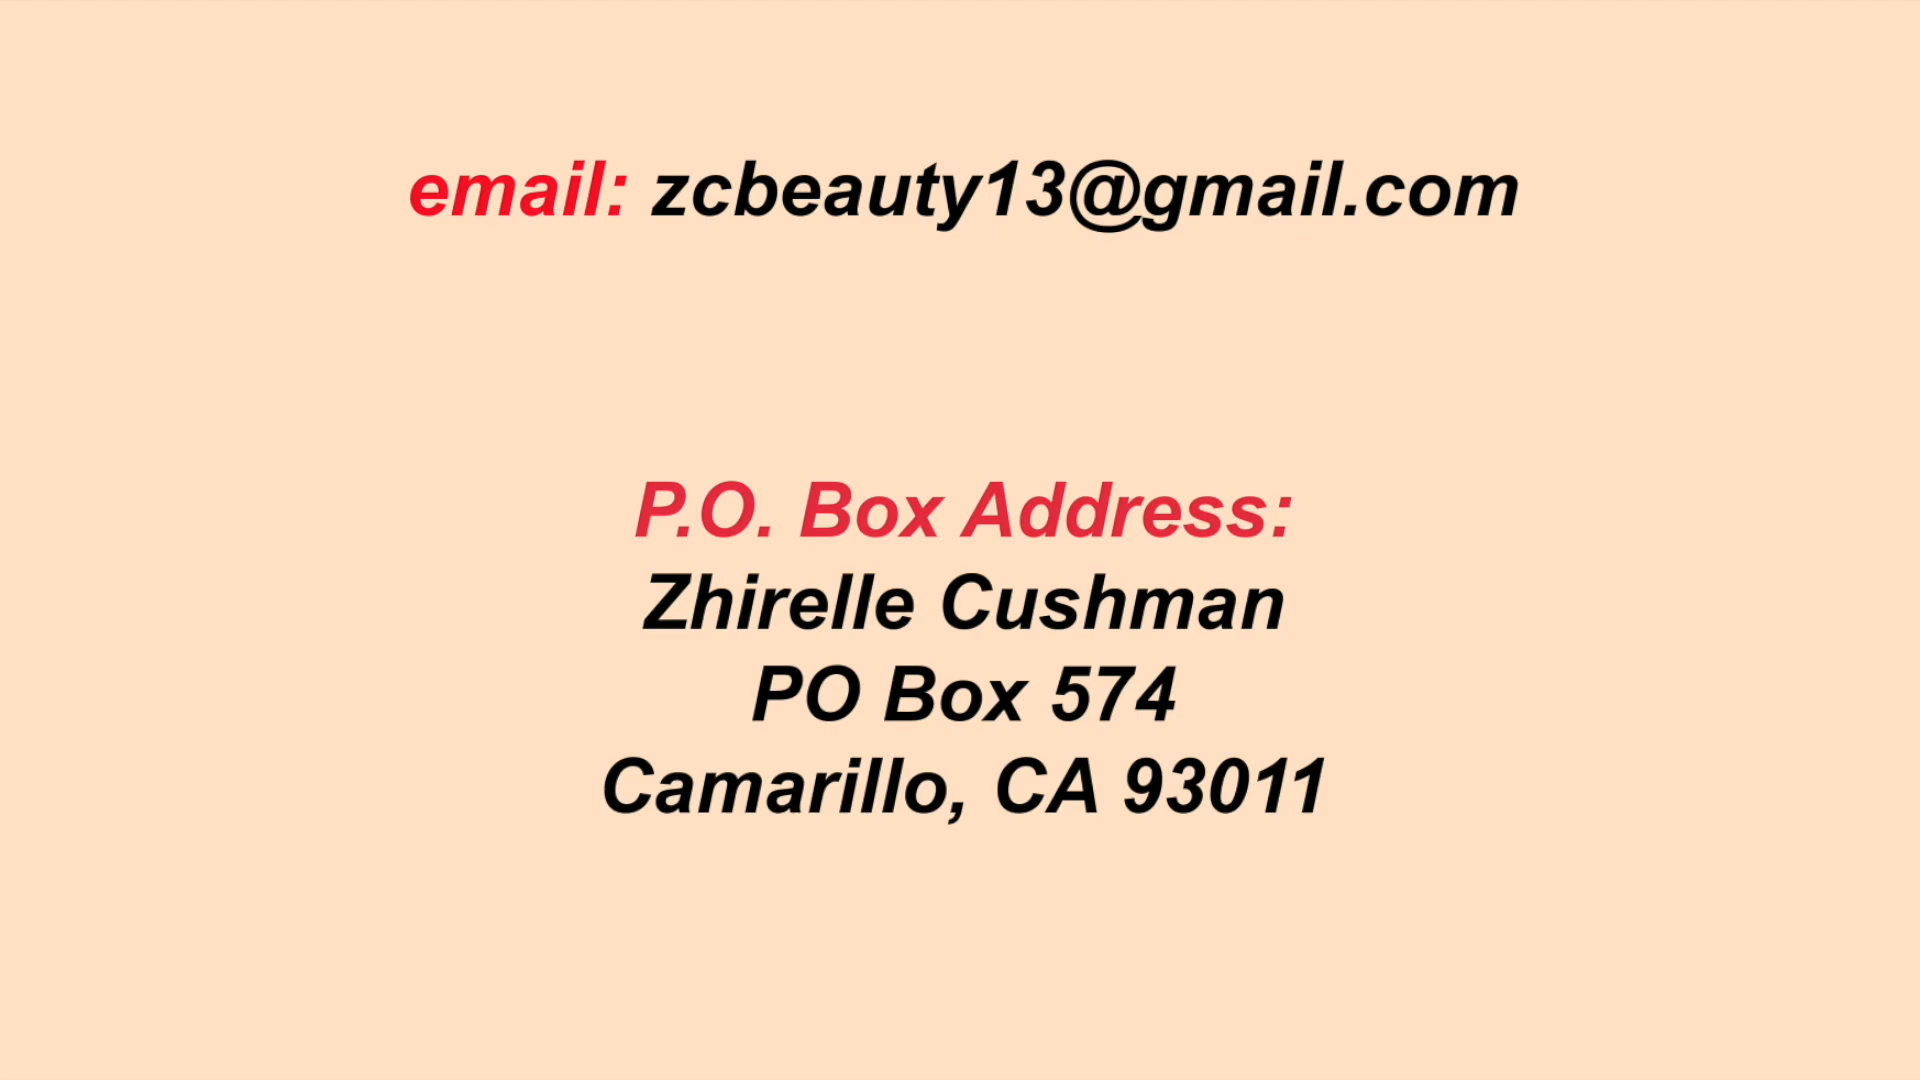 email: zcbeauty13@gmail.com
P.O. Box Address:
Zhirelle Cushman
PO Box 574
Camarillo, CA 93011